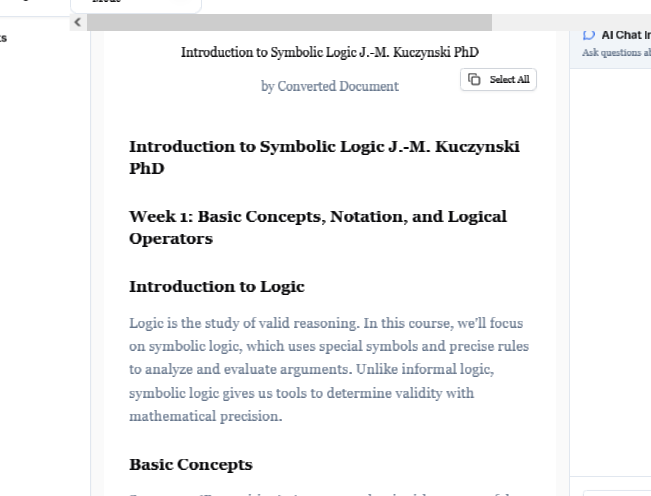 Introduction to Symbolic Logic J.-M. Kuczynski PhD
by Converted Document
Select All
Introduction to Symbolic Logic J.-M. Kuczynski
PhD
Week 1: Basic Concepts, Notation, and Logical
Operators
Introduction to Logic
Logic is the study of valid reasoning. In this course, we'll focus
on symbolic logic, which uses special symbols and precise rules
to analyze and evaluate arguments. Unlike informal logic,
symbolic logic gives us tools to determine validity with
mathematical precision.
Basic Concepts
AI Chat
Ask questions